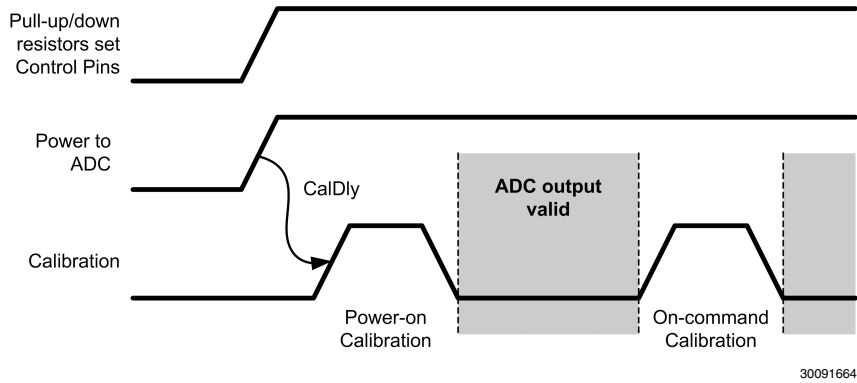 Pull-up/down
resistors set
Control Pins
Power to
ADC
CalDly
ADC output
valid
Calibration
Power-on
Calibration
On-command
Calibration
30091664